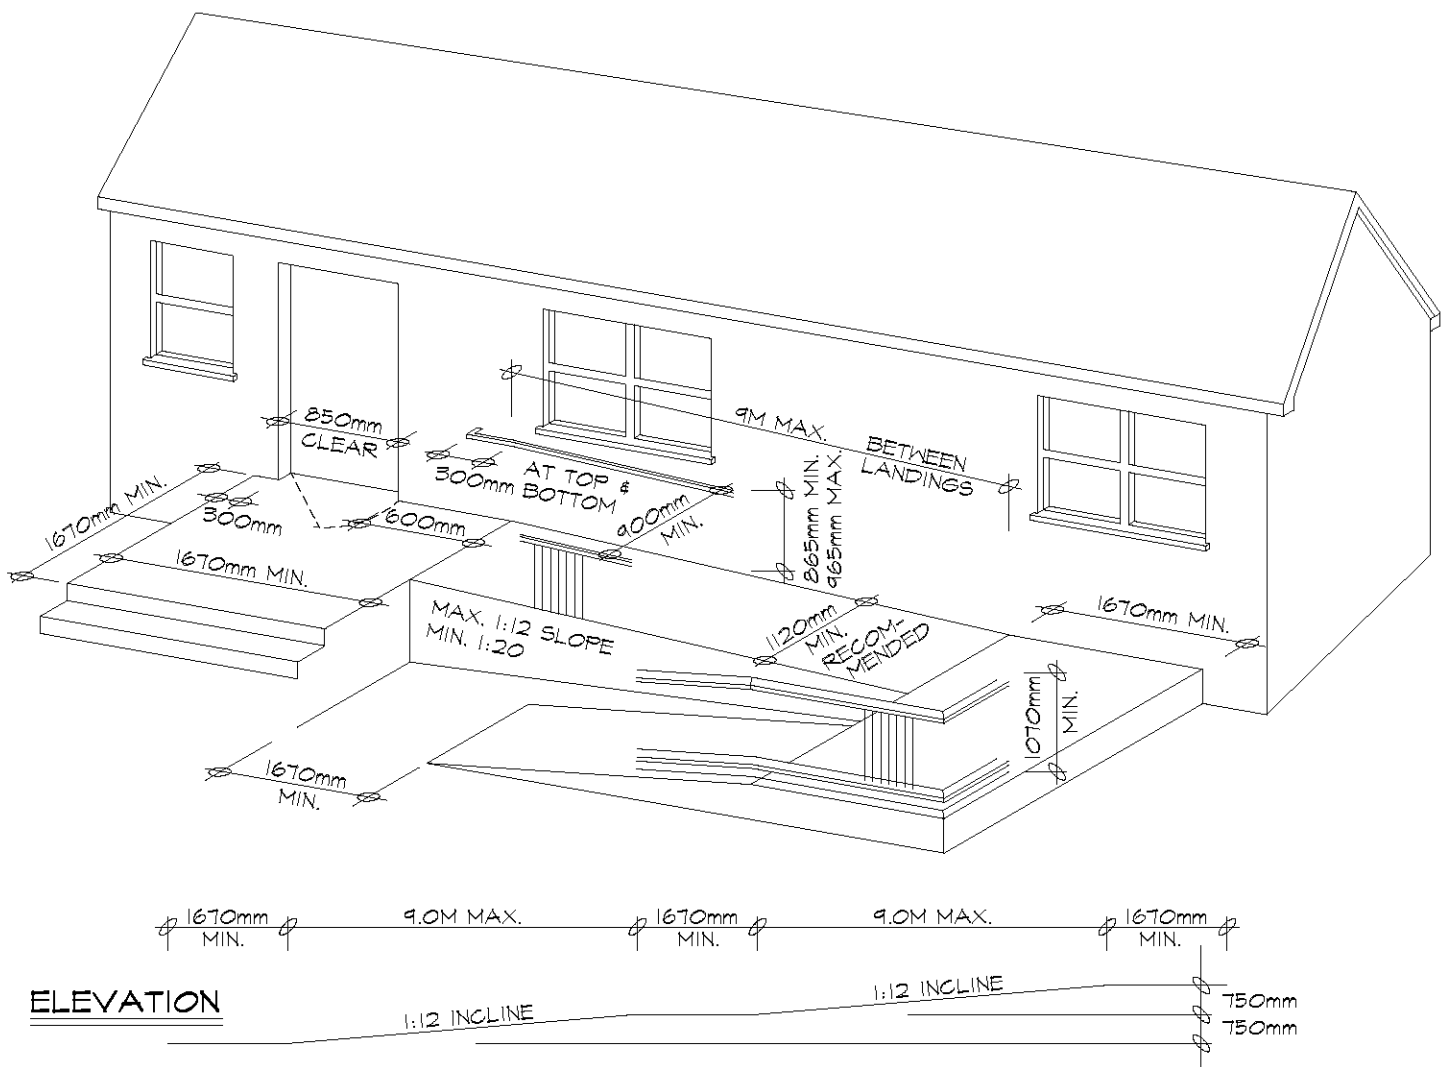 850mm
CLEAR
9M MAX.
BETWEEN
LANDINGS
300mm
AT TOP &
BOTTOM
1670mm MIN.
300mm
600mm
900mm
MIN.
865mm MIN.
965mm MAX.
1670mm MIN.
MAX. 1:12 SLOPE
MIN. 1:20
1120mm
MIN.
RECOM-
MENDED
1670mm MIN.
1070mm
MIN.
1670mm
MIN.
1670mm
MIN.
9.0M MAX.
1670mm
MIN.
9.0M MAX.
1670mm
MIN.
ELEVATION
1:12 INCLINE
1:12 INCLINE
750mm
750mm